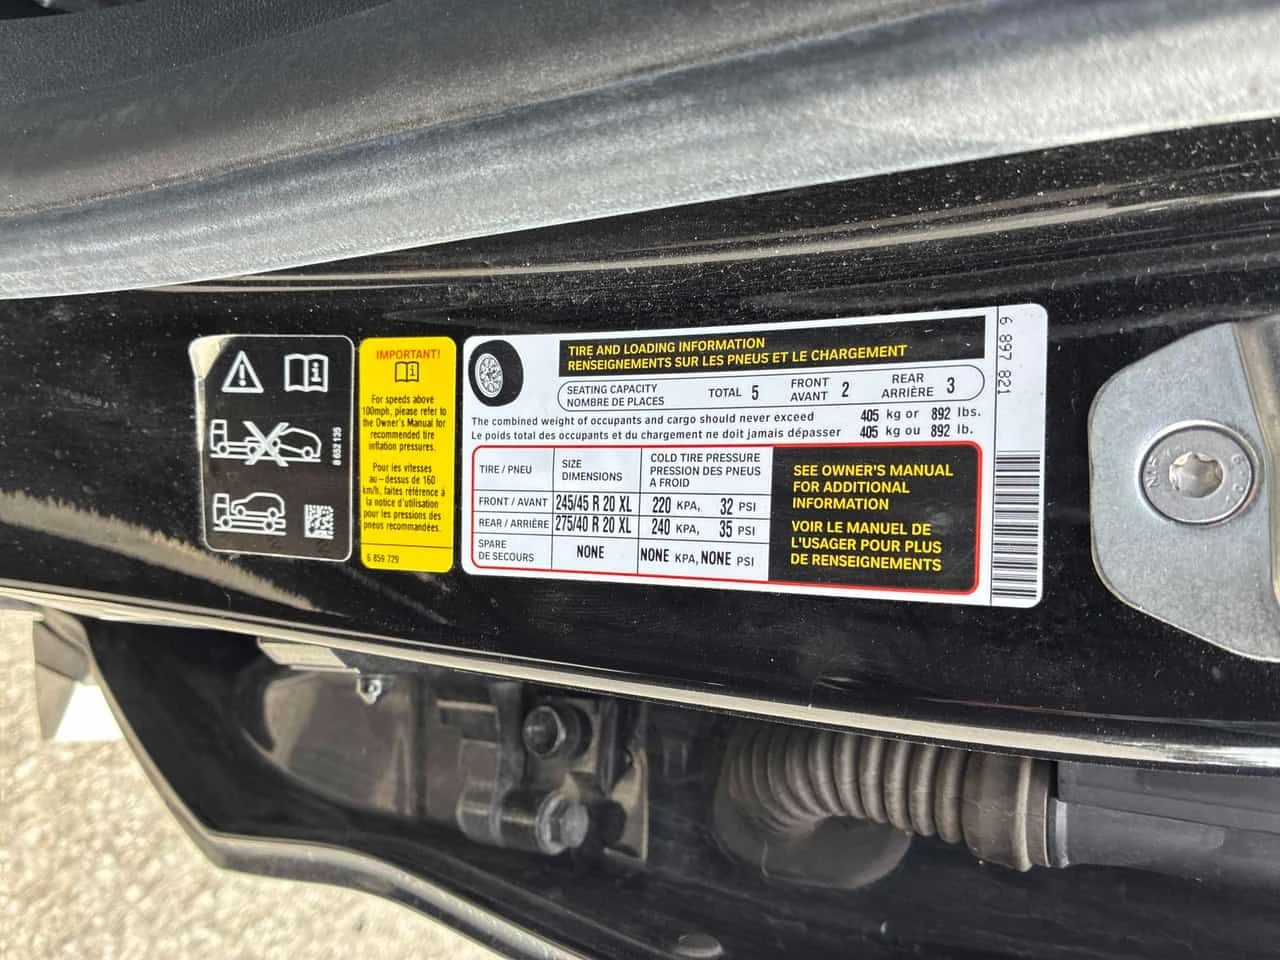 8 652 135
IMPORTANT!
For speeds above
100mph, please refer to
the Owner's Manual for
recommended tire
inflation pressures.
Pour les vitesses
au-dessus de 160
km/h, faites référence à
la notice d'utilisation
pour les pressions des
pneus recommandées.
6 859 729
TIRE AND LOADING INFORMATION
RENSEIGNEMENTS SUR LES PNEUS ET LE CHARGEMENT
SEATING CAPACITY
NOMBRE DE PLACES
TOTAL 5
FRONT
AVANT 2
REAR
ARRIÈRE 3
The combined weight of occupants and cargo should never exceed 405 kg or 892 lbs.
Le poids total des occupants et du chargement ne doit jamais dépasser 405 kg ou 892 lb.
TIRE / PNEU
SIZE
DIMENSIONS
COLD TIRE PRESSURE
PRESSION DES PNEUS
A FROID
FRONT / AVANT 245/45 R 20 XL 220 KPA, 32 PSI
REAR / ARRIÈRE 275/40 R 20 XL 240 KPA, 35 PSI
SPARE
DE SECOURS
NONE NONE KPA, NONE PSI
SEE OWNER'S MANUAL
FOR ADDITIONAL
INFORMATION
VOIR LE MANUEL DE
L'USAGER POUR PLUS
DE RENSEIGNEMENTS
6 897 821